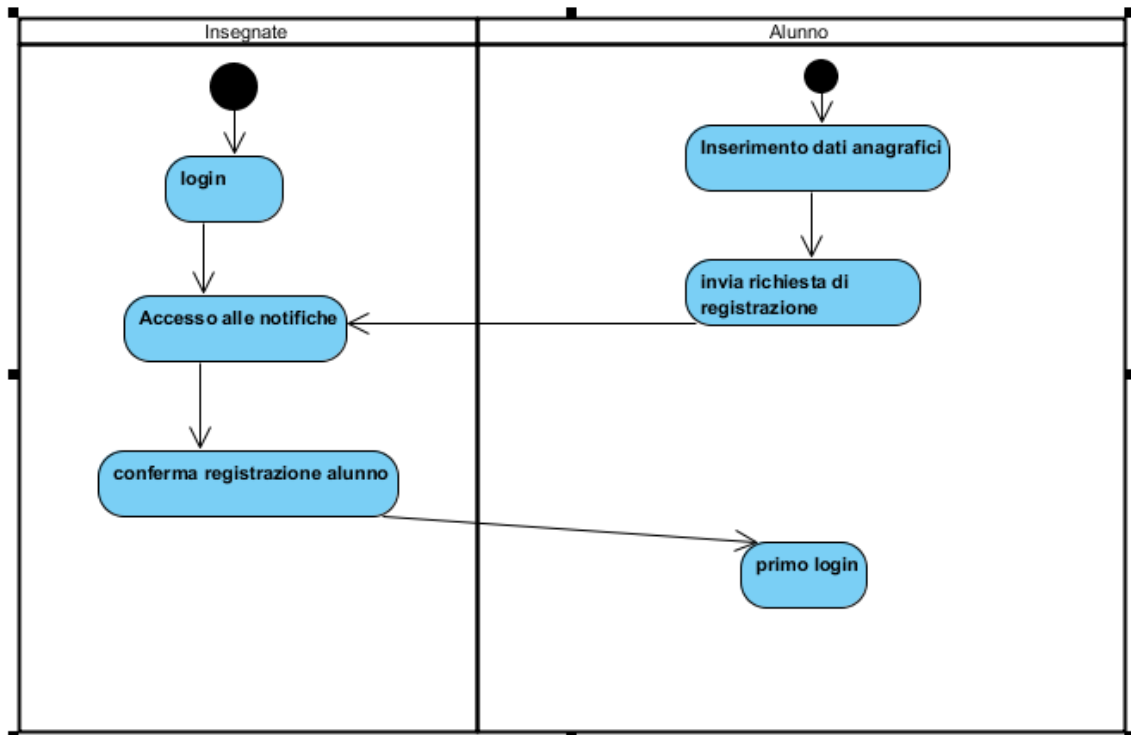 Insegnate
Alunno
Inserimento dati anagrafici
login
invia richiesta di
registrazione
Accesso alle notifiche
conferma registrazione alunno
primo login